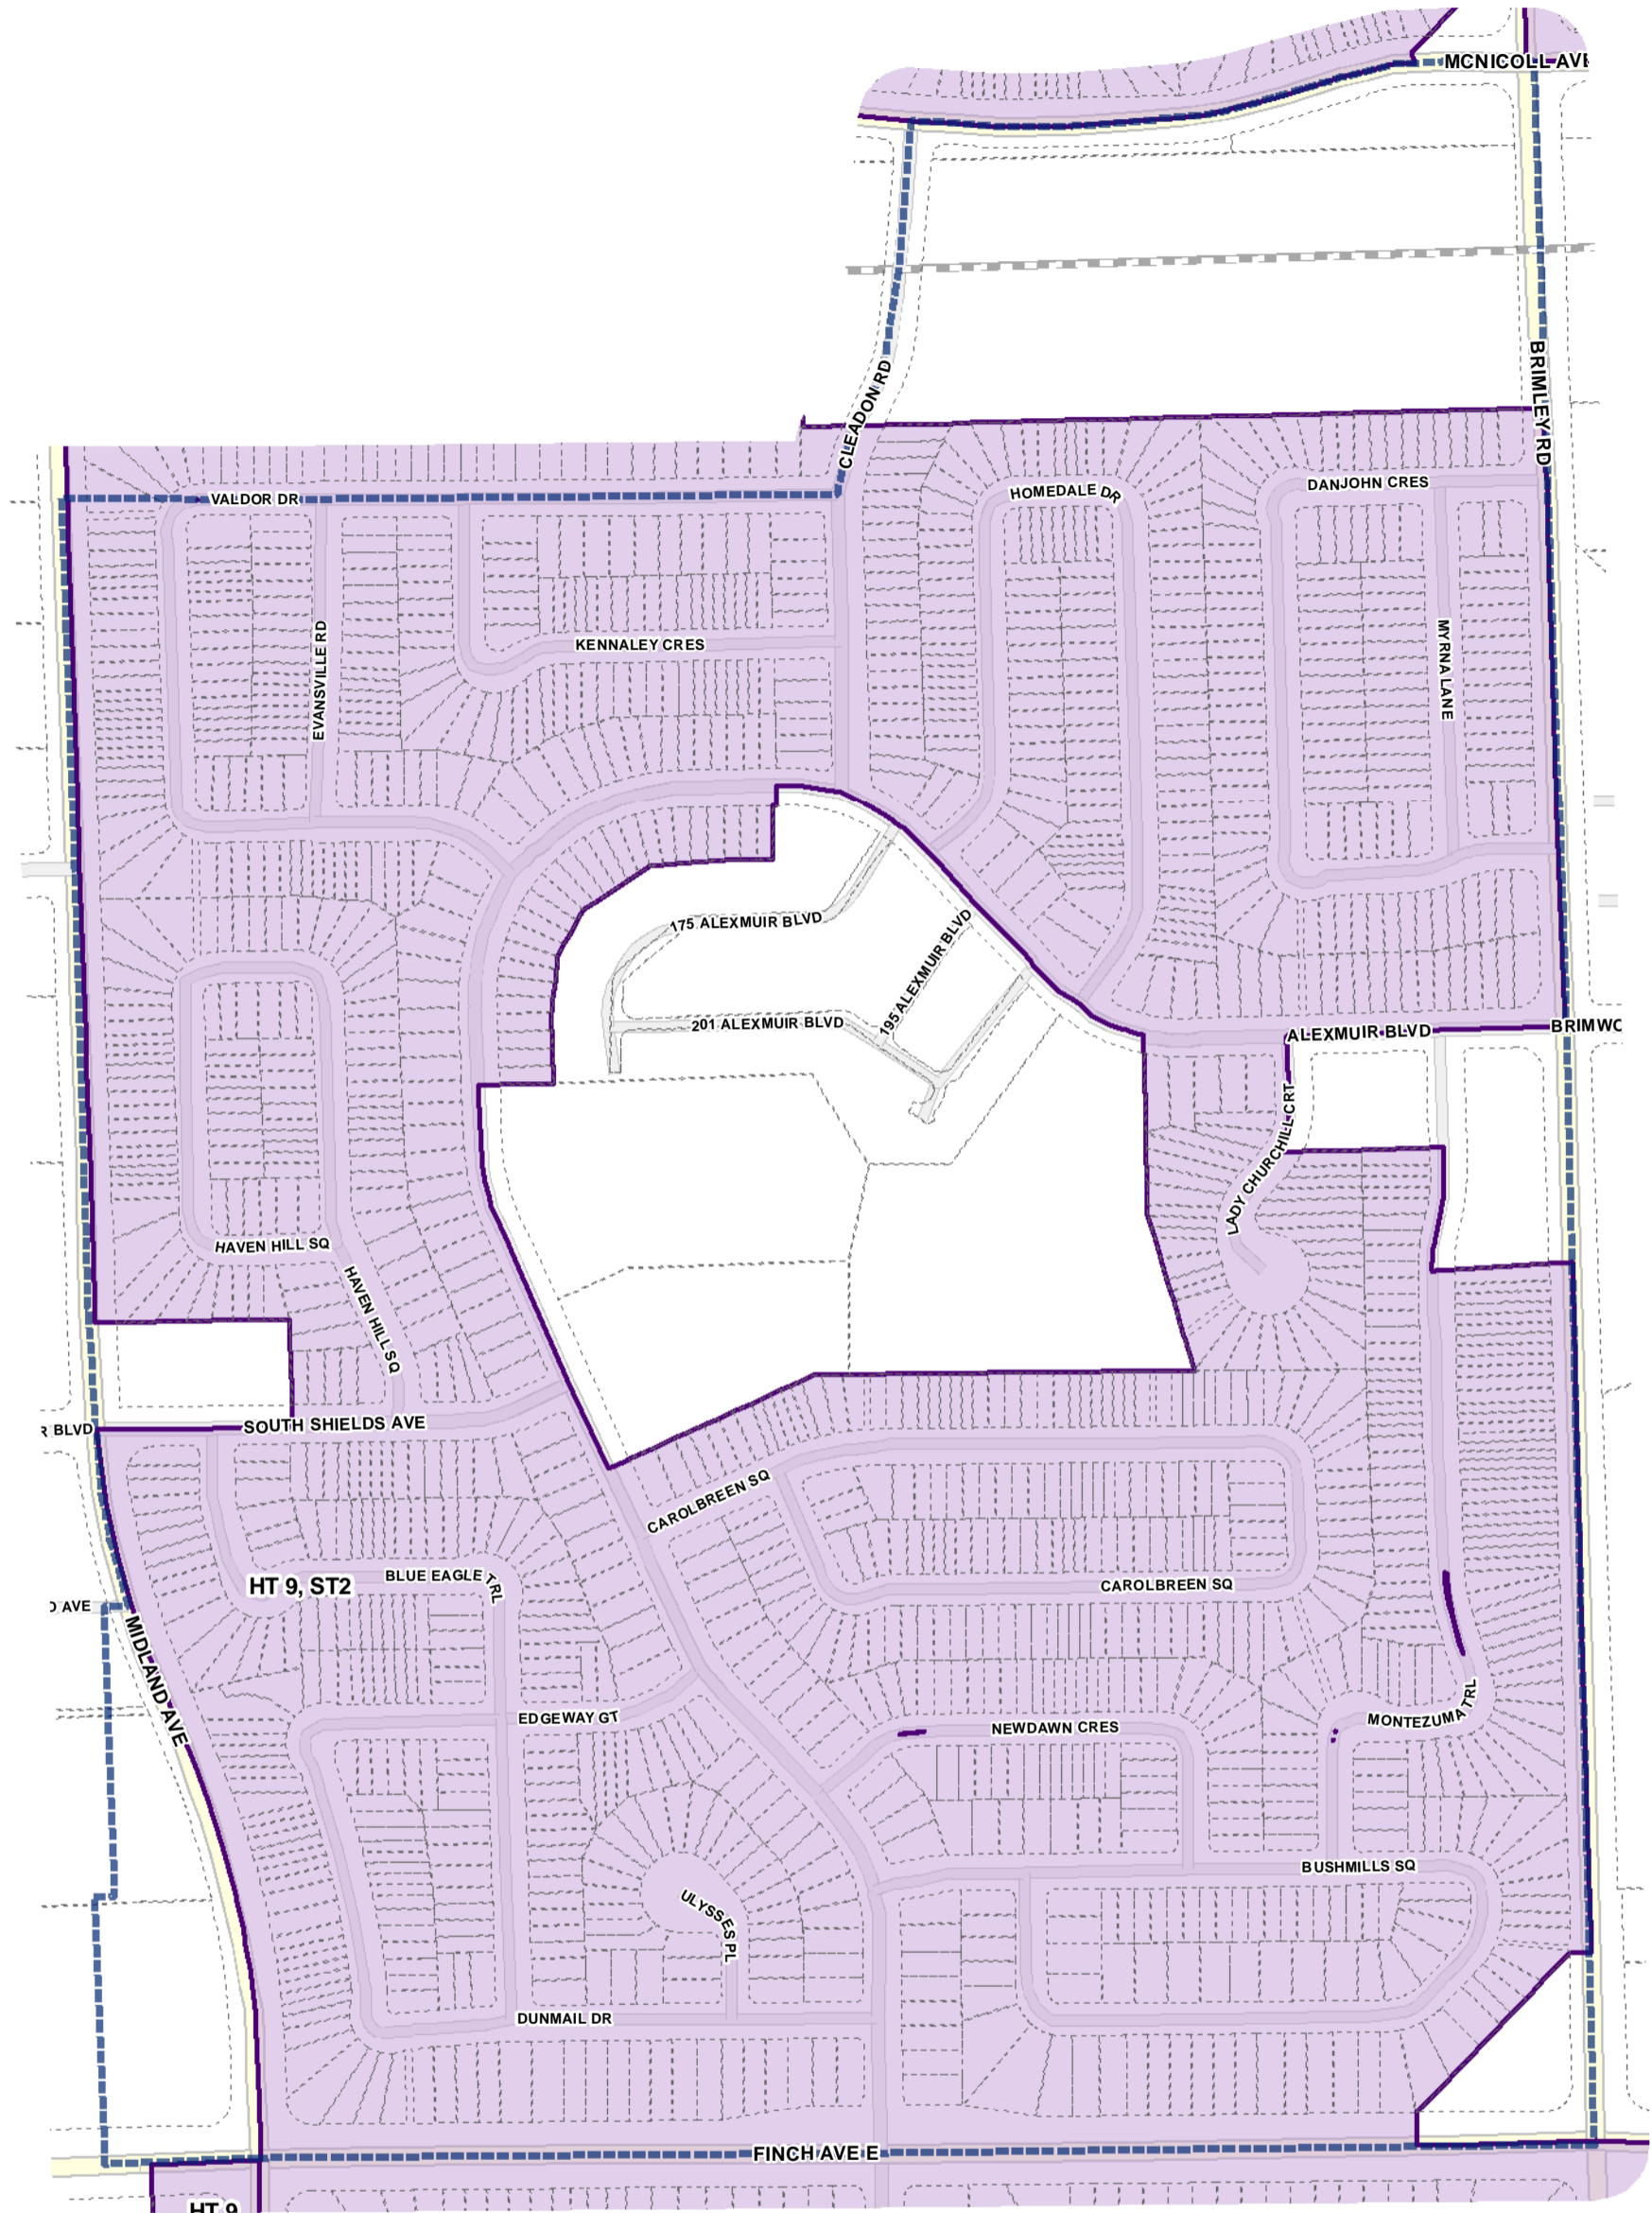 MCNICOLL AVE
BRIMLEY RD
CLEADON RD
VALDOR DR
HOMEDALE DR
DANJOHN CRES
EVANSVILLE RD
KENNALEY CRES
MYRNA LANE
175 ALEXMUIR BLVD
195 ALEXMUIR BLVD
201 ALEXMUIR BLVD
ALEXMUIR BLVD
BRIMWO
LADY CHURCHILL CRT
HAVEN HILL SQ
HAVEN HILL SQ
R BLVD
SOUTH SHIELDS AVE
CAROLBREEN SQ
HT 9, ST2
BLUE EAGLE TRL
CAROLBREEN SQ
D AVE
MIDLAND AVE
EDGEWAY GT
NEWDAWN CRES
MONTEZUMA TRL
BUSHMILLS SQ
ULYSSES PL
DUNMAIL DR
FINCH AVE E
HT 9